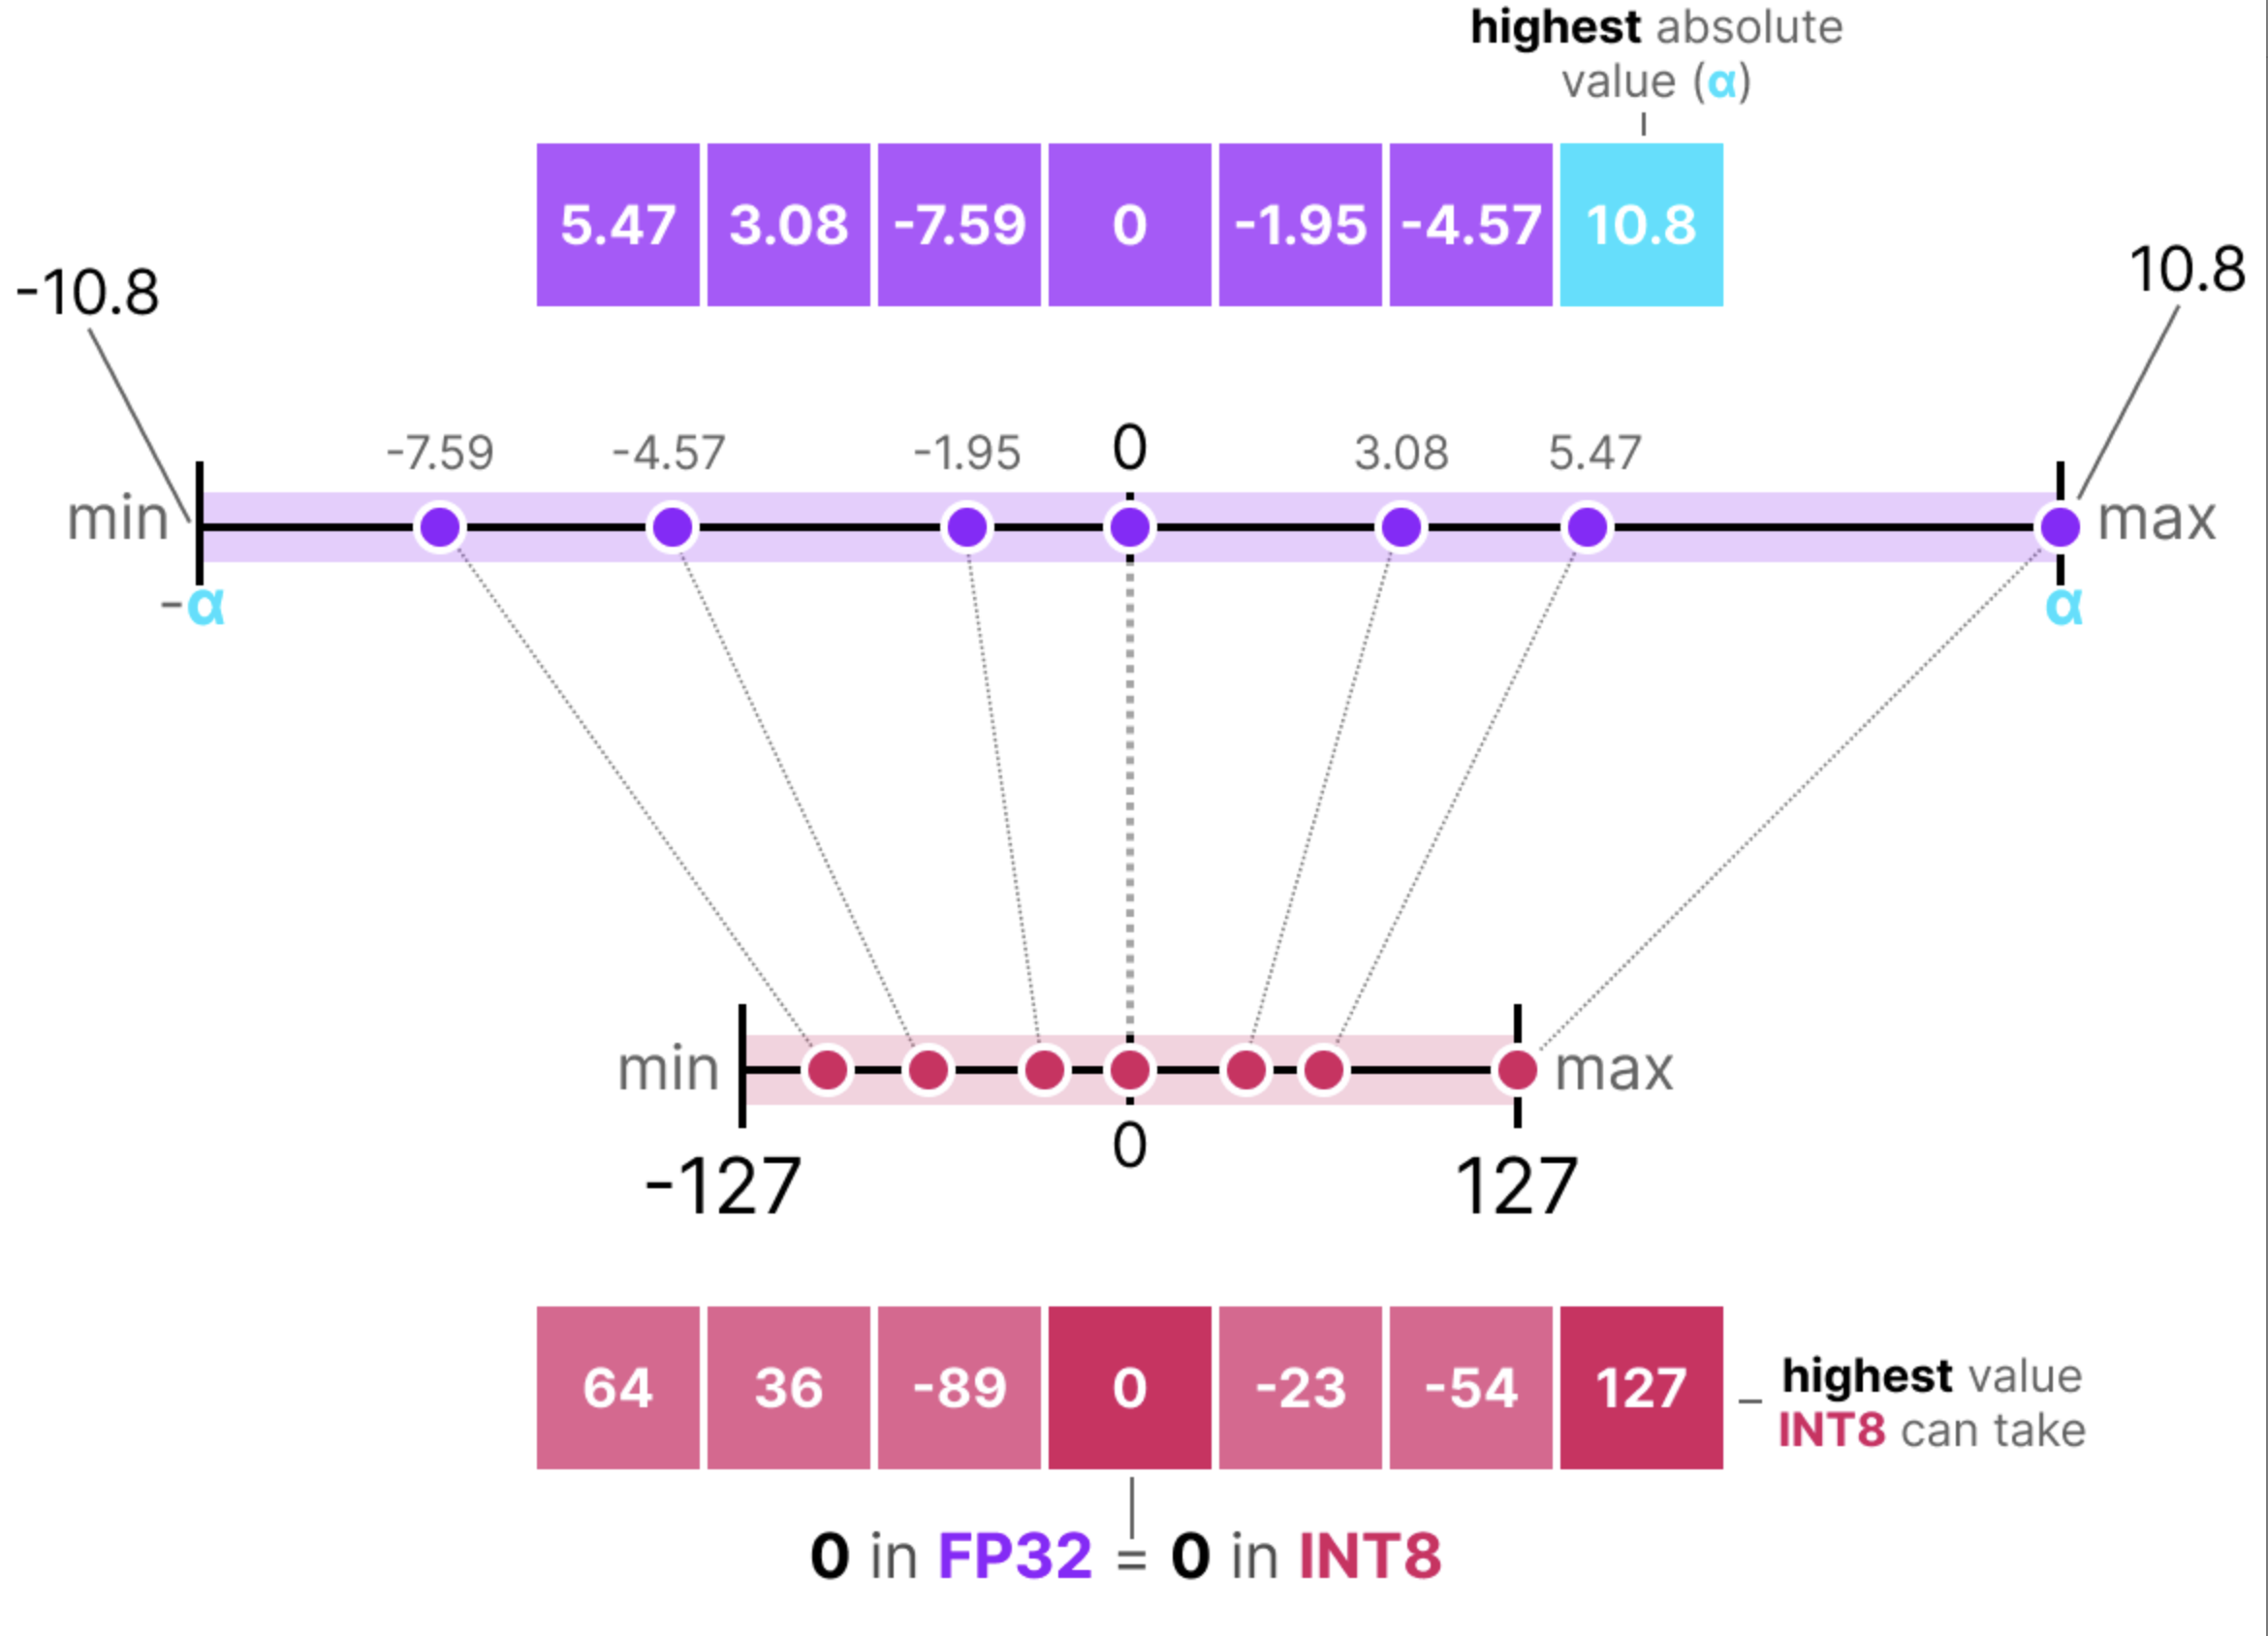 highest absolute
value (α)
5.47 3.08 -7.59 0 -1.95 -4.57 10.8
-10.8
10.8
-7.59 -4.57 -1.95 0 3.08 5.47
min
max
-α
α
min
max
0
-127
127
64 36 -89 0 -23 -54 127
highest value
INT8 can take
0 in FP32 = 0 in INT8